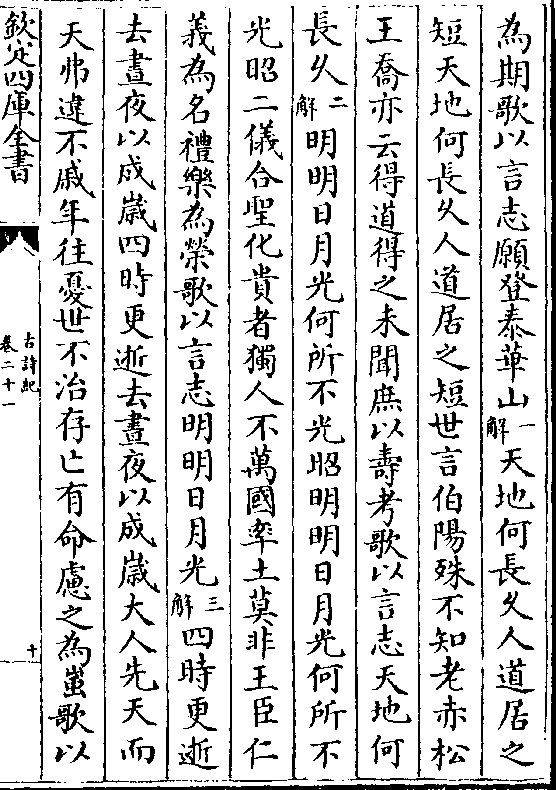 為期歌以言志願登泰華山一解天地何長乆人道居之
短天地何長乆人道居之短世言伯陽殊不知老赤松
王喬亦云得道得之未聞庶以壽考歌以言志天地何
長乆二解明明日月光何所不光昭明明日月光何所不
光昭二儀合聖化貴者獨人不萬國率土莫非王臣仁
義為名禮樂為榮歌以言志明明日月光三解四時更逝
去晝夜以成嵗四時更逝去晝夜以成嵗大人先天而
天弗違不戚年往憂世不治存亡有命慮之為蚩歌以
欽定四庫全書
古詩紀
卷二十一
十